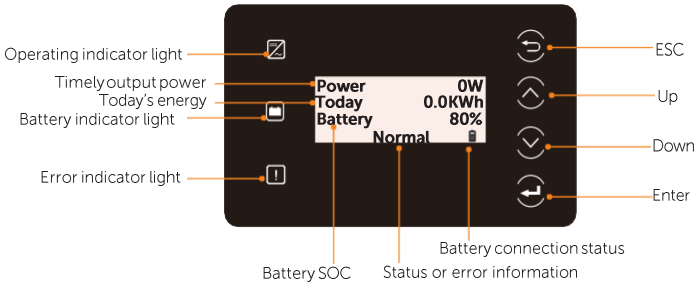 Operating indicator light
Timely output power
Today's energy
Battery indicator light
Error indicator light
Power 0W
Today 0.0KWh
Battery 80%
Normal
ESC
Up
Down
Enter
Battery connection status
Battery SOC
Status or error information